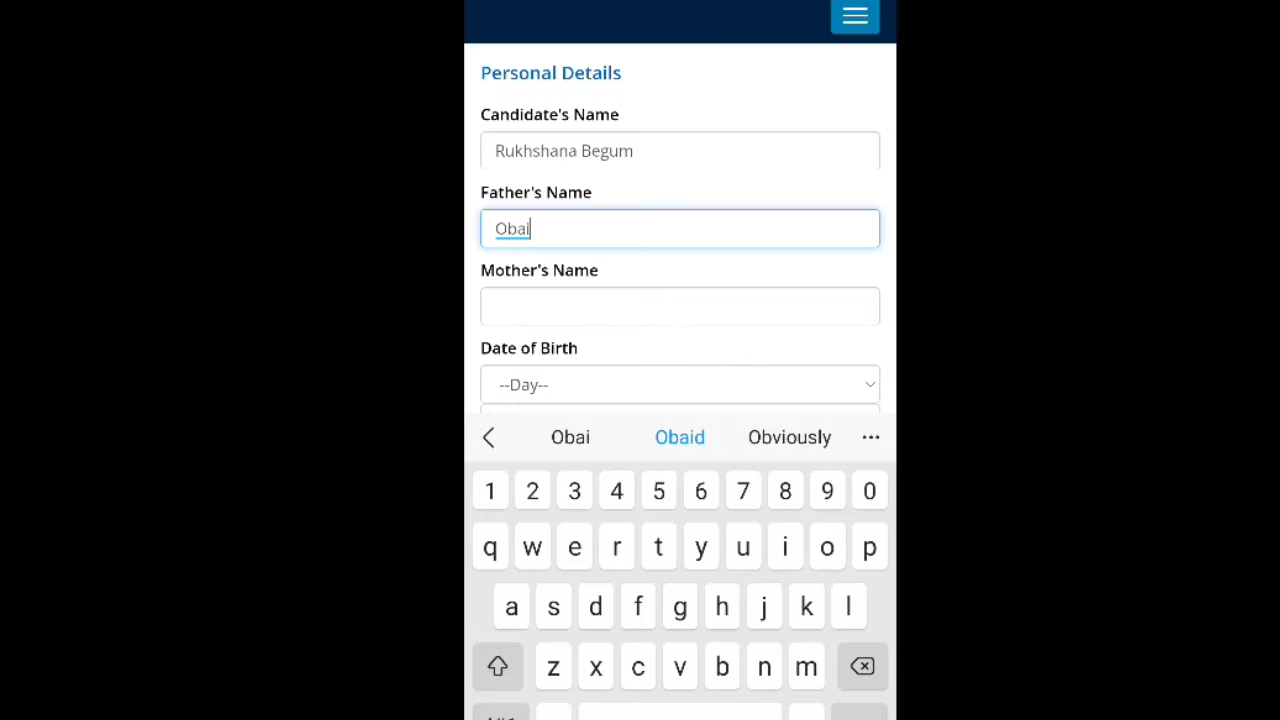 Personal Details
Candidate's Name
Rukhshana Begum
Father's Name
Obai
Mother's Name
Date of Birth
--Day--
Obai Obaid Obviously
1 2 3 4 5 6 7 8 9 0
q w e r t y u i o p
a s d f g h j k l
z x c v b n m